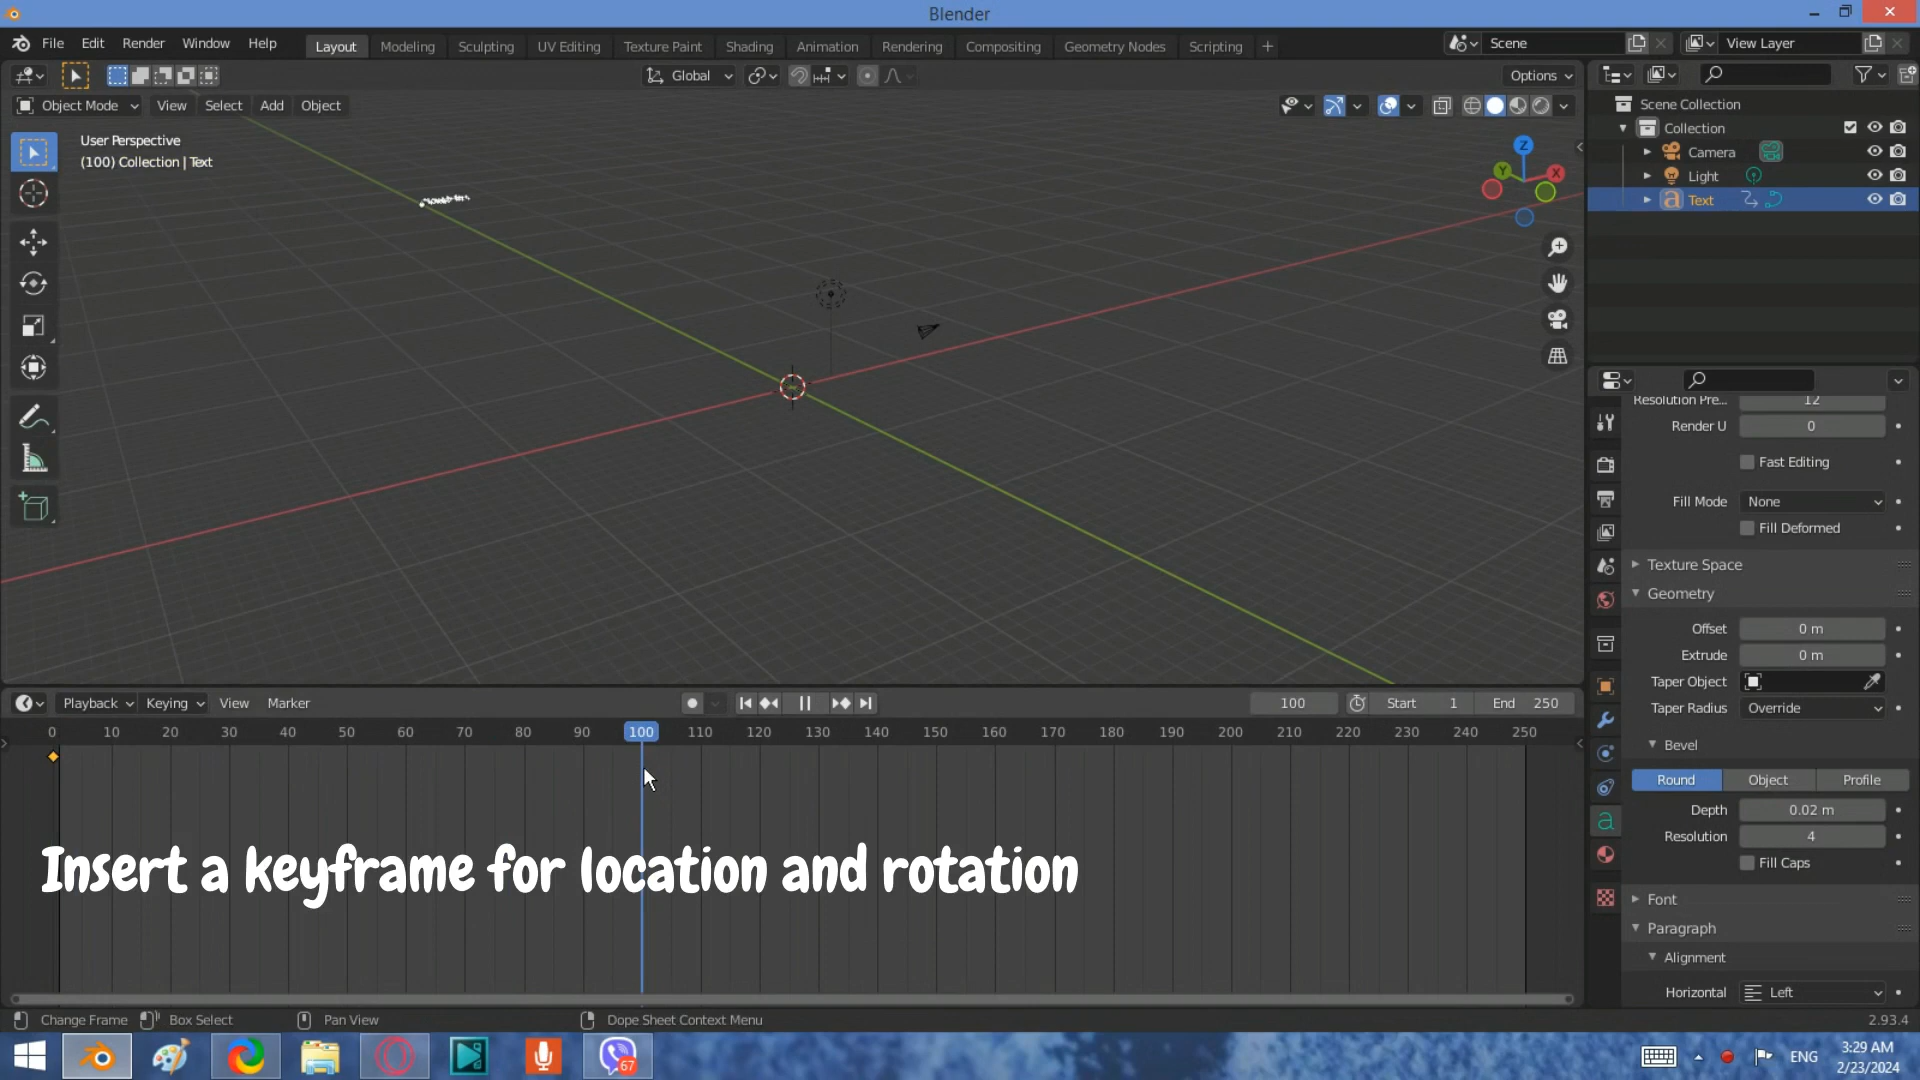 Blender
File Edit Render Window Help Layout Modeling Sculpting UV Editing Texture Paint Shading Animation Rendering Compositing Geometry Nodes Scripting + Scene View Layer
Global Options
Object Mode View Select Add Object
User Perspective
(100) Collection | Text
Z
Y
X
Scene Collection
Collection
Camera
Light
Text
Resolution Pre... 12
Render U 0
Fast Editing
Fill Mode None
Fill Deformed
Texture Space
Geometry
Offset 0 m
Extrude 0 m
Taper Object
Taper Radius Override
Bevel
Round Object Profile
Depth 0.02 m
Resolution 4
Fill Caps
Font
Paragraph
Alignment
Horizontal Left
Playback Keying View Marker 100 Start 1 End 250
0 10 20 30 40 50 60 70 80 90 100 110 120 130 140 150 160 170 180 190 200 210 220 230 240 250
Insert a keyframe for location and rotation
Change Frame Box Select Pan View Dope Sheet Context Menu 2.93.4
67
ENG
3:29 AM
2/23/2024